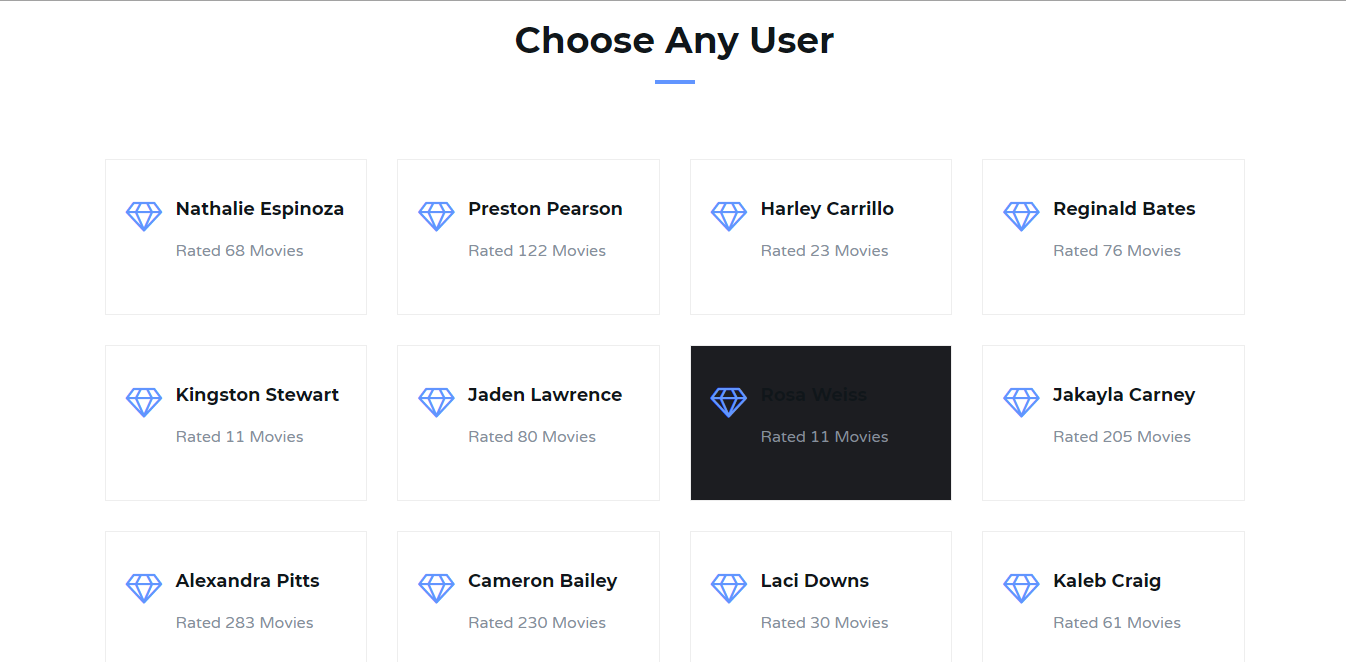 Choose Any User
Nathalie Espinoza
Rated 68 Movies
Preston Pearson
Rated 122 Movies
Harley Carrillo
Rated 23 Movies
Reginald Bates
Rated 76 Movies
Kingston Stewart
Rated 11 Movies
Jaden Lawrence
Rated 80 Movies
Rosa Weiss
Rated 11 Movies
Jakayla Carney
Rated 205 Movies
Alexandra Pitts
Rated 283 Movies
Cameron Bailey
Rated 230 Movies
Laci Downs
Rated 30 Movies
Kaleb Craig
Rated 61 Movies